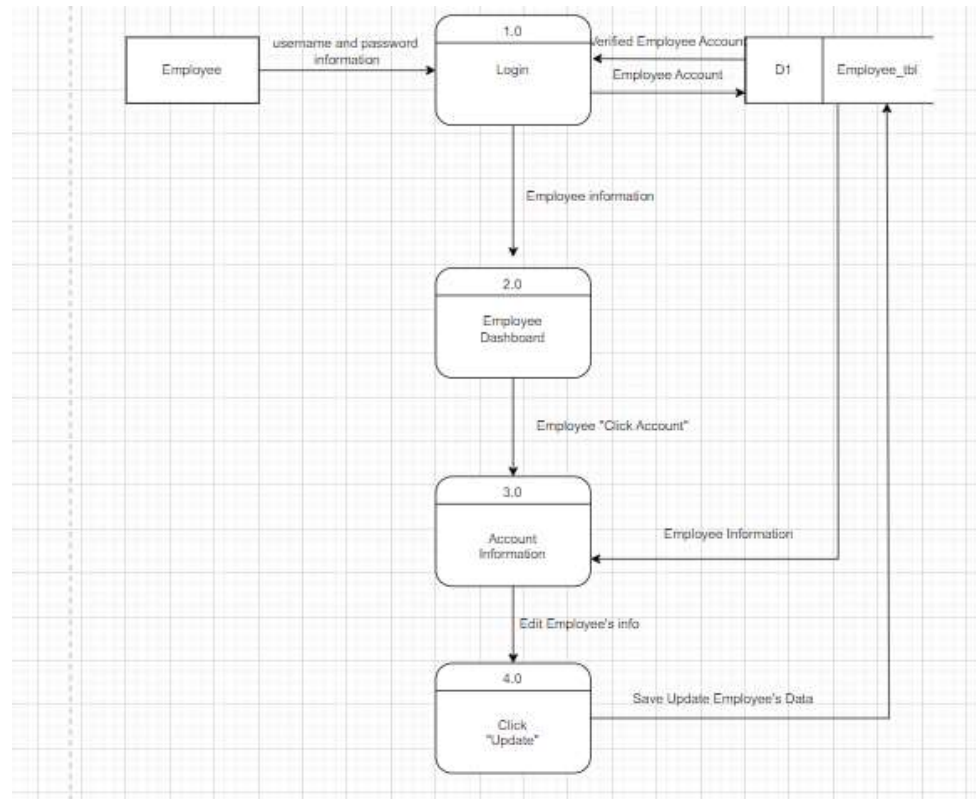 1.0
Login
Employee
username and password
information
Verified Employee Account
Employee Account
D1
Employee_tbl
Employee information
2.0
Employee
Dashboard
Employee "Click Account"
3.0
Account
Information
Employee Information
Edit Employee's info
4.0
Click
"Update"
Save Update Employee's Data